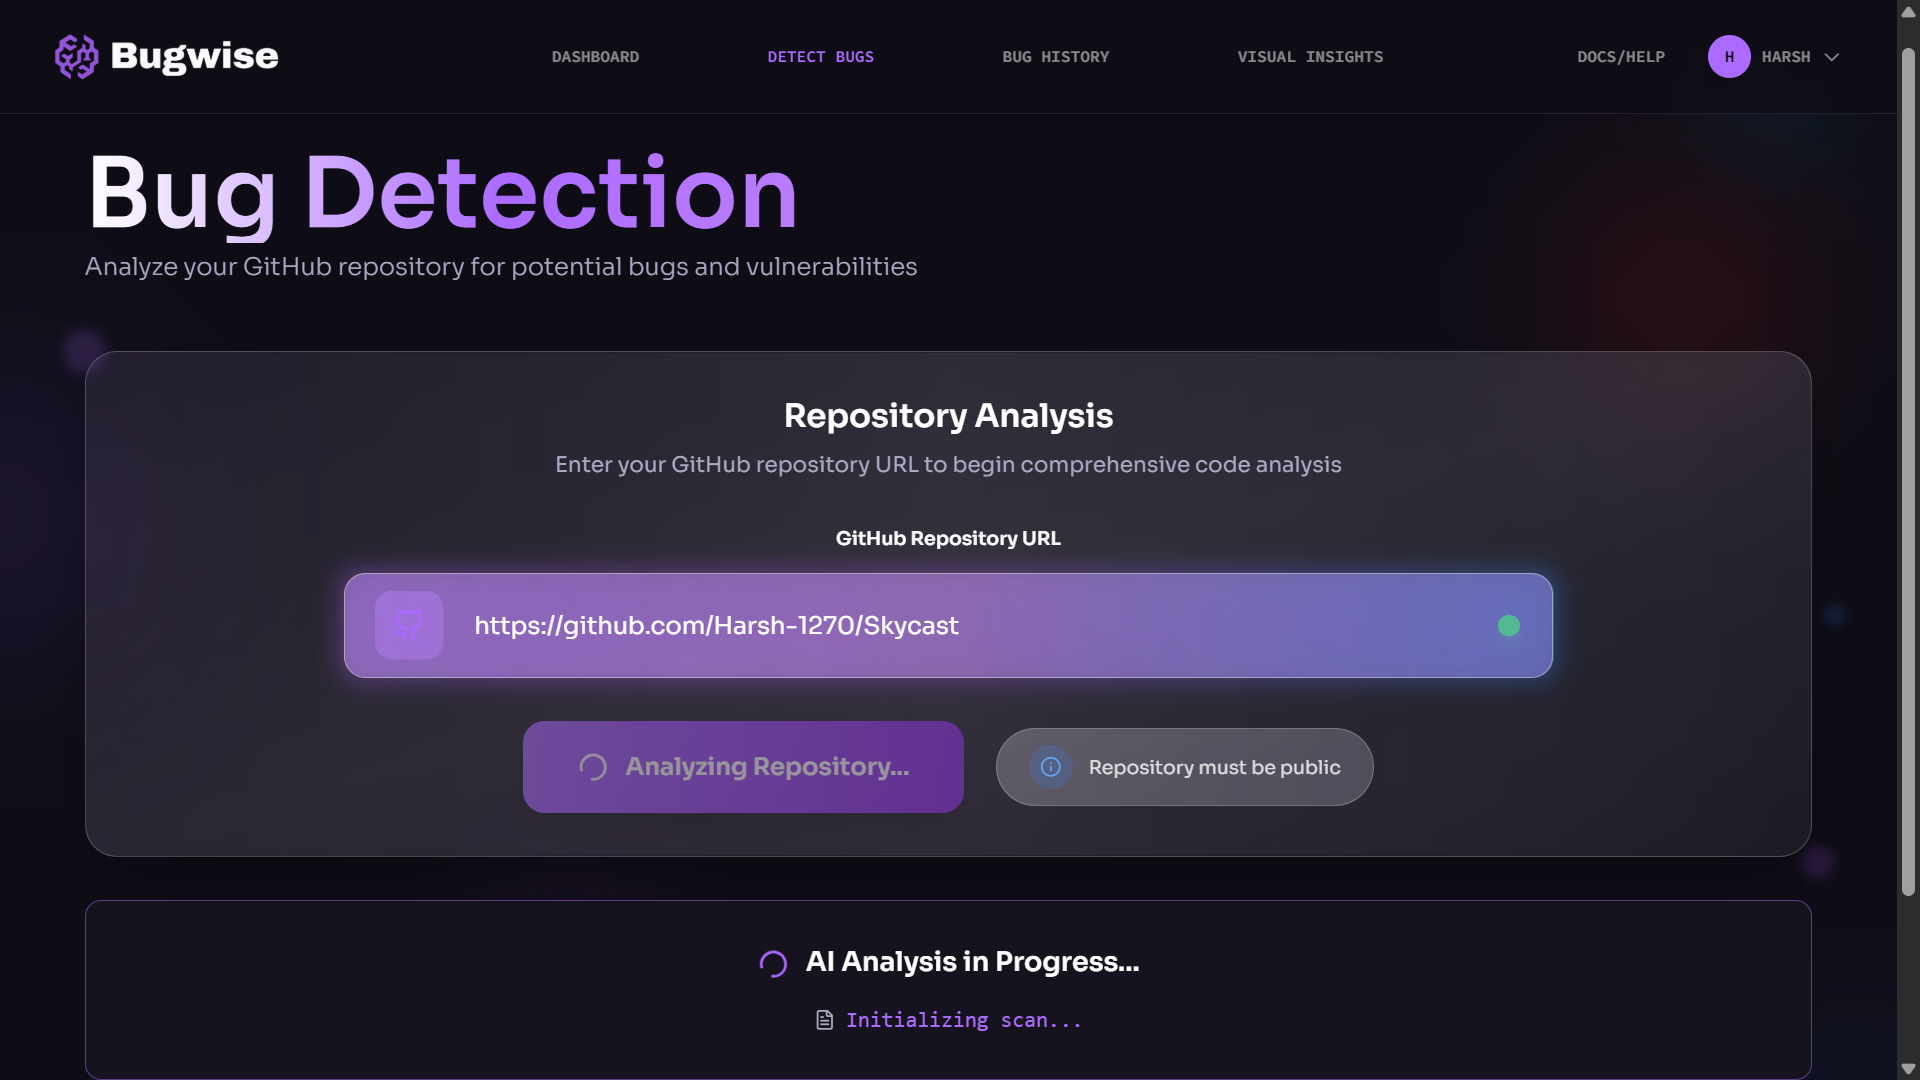 Bugwise
DASHBOARD
DETECT BUGS
BUG HISTORY
VISUAL INSIGHTS
DOCS/HELP
H
HARSH
Bug Detection
Analyze your GitHub repository for potential bugs and vulnerabilities
Repository Analysis
Enter your GitHub repository URL to begin comprehensive code analysis
GitHub Repository URL
https://github.com/Harsh-1270/Skycast
Analyzing Repository...
Repository must be public
AI Analysis in Progress...
Initializing scan...